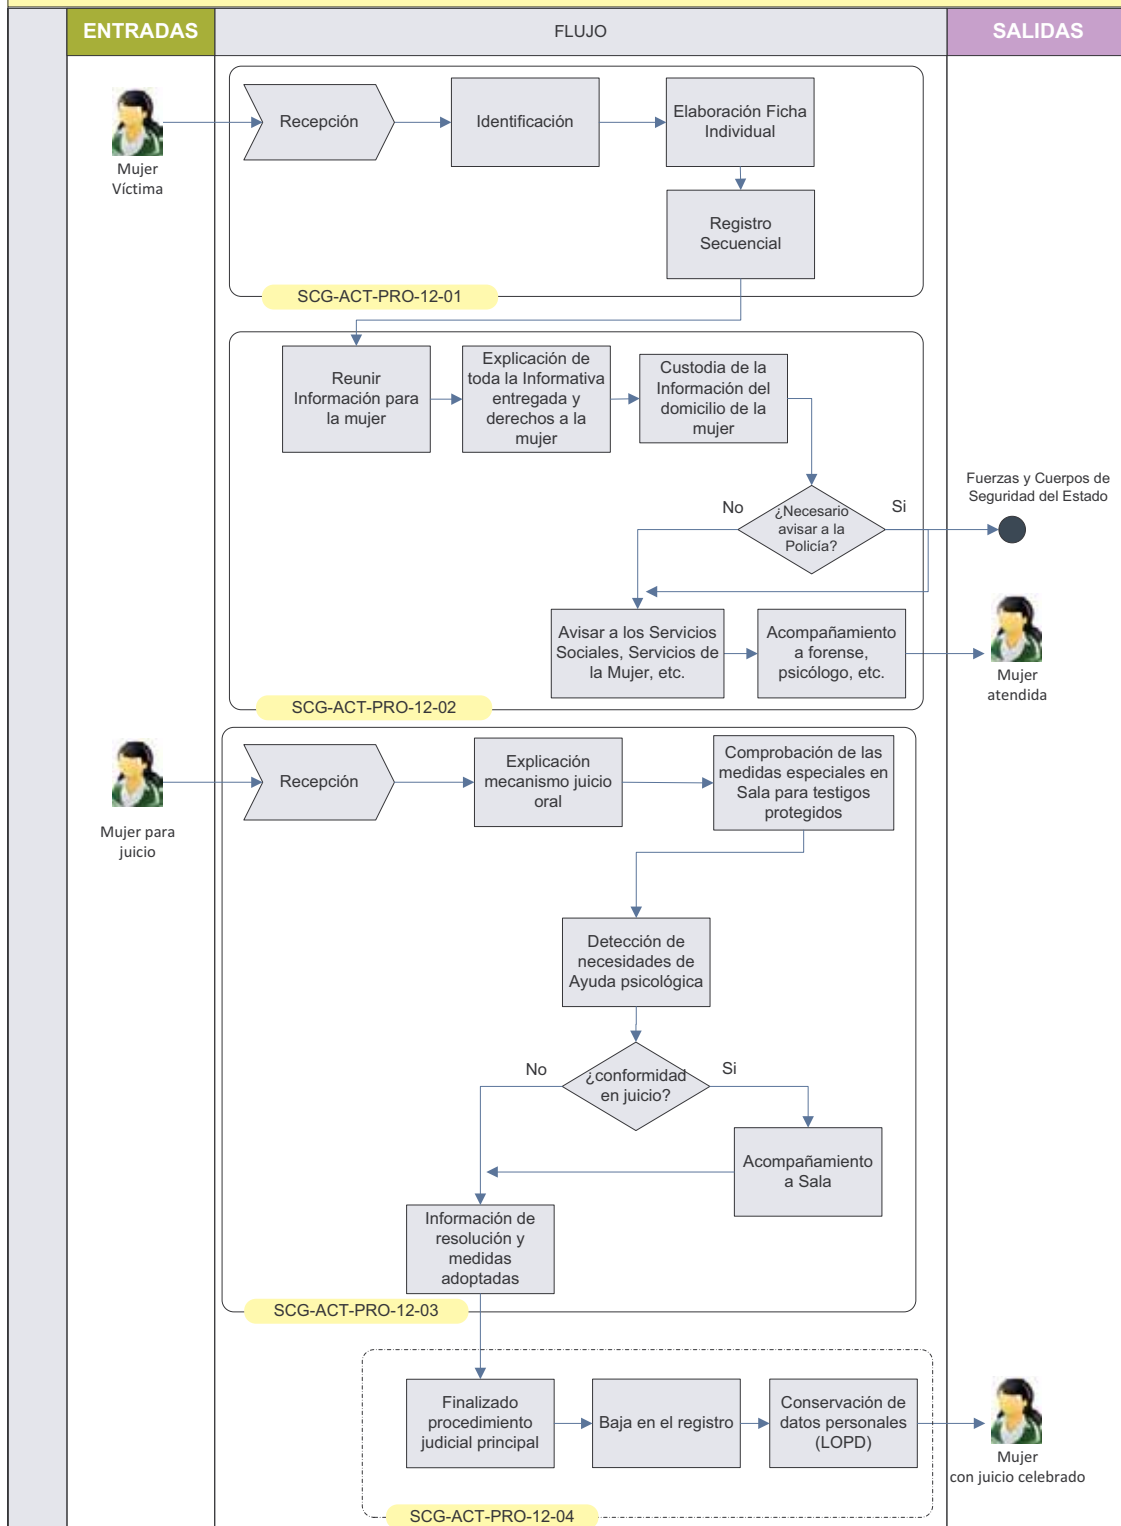 ENTRADAS
FLUJO
SALIDAS
Mujer
Víctima
Recepción
Identificación
Elaboración Ficha
Individual
Registro
Secuencial
SCG-ACT-PRO-12-01
Reunir
Información para
la mujer
Explicación de
toda la Informativa
entregada y
derechos a la
mujer
Custodia de la
Información del
domicilio de la
mujer
¿Necesario
avisar a la
Policía?
No
Si
Fuerzas y Cuerpos de
Seguridad del Estado
Avisar a los Servicios
Sociales, Servicios de
la Mujer, etc.
Acompañamiento
a forense,
psicólogo, etc.
Mujer
atendida
SCG-ACT-PRO-12-02
Mujer para
juicio
Recepción
Explicación
mecanismo juicio
oral
Comprobación de las
medidas especiales en
Sala para testigos
protegidos
Detección de
necesidades de
Ayuda psicológica
¿conformidad
en juicio?
No
Si
Acompañamiento
a Sala
Información de
resolución y
medidas
adoptadas
SCG-ACT-PRO-12-03
Finalizado
procedimiento
judicial principal
Baja en el registro
Conservación de
datos personales
(LOPD)
Mujer
con juicio celebrado
SCG-ACT-PRO-12-04